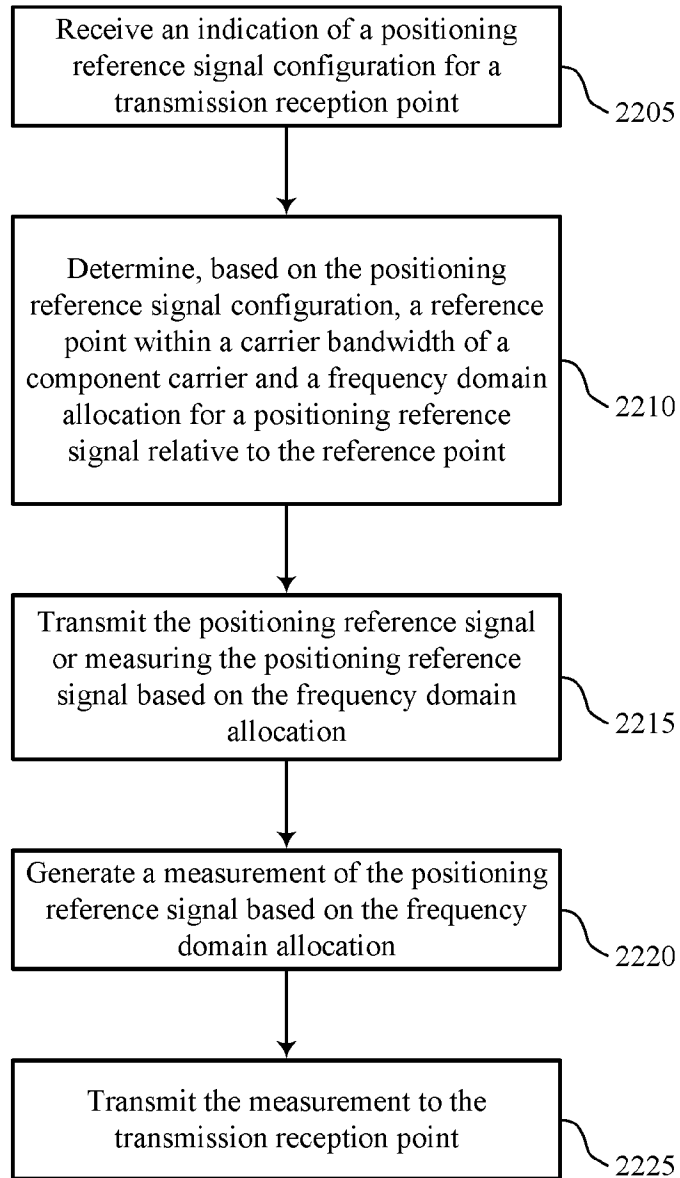 Receive an indication of a positioning
reference signal configuration for a
transmission reception point
2205
Determine, based on the positioning
reference signal configuration, a reference
point within a carrier bandwidth of a
component carrier and a frequency domain
allocation for a positioning reference
signal relative to the reference point
2210
Transmit the positioning reference signal
or measuring the positioning reference
signal based on the frequency domain
allocation
2215
Generate a measurement of the positioning
reference signal based on the frequency
domain allocation
2220
Transmit the measurement to the
transmission reception point
2225